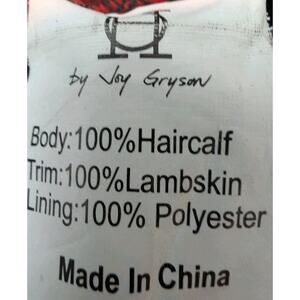 by Joy Gryson
Body:100%Haircalf
Trim:100%Lambskin
Lining:100% Polyester
Made In China